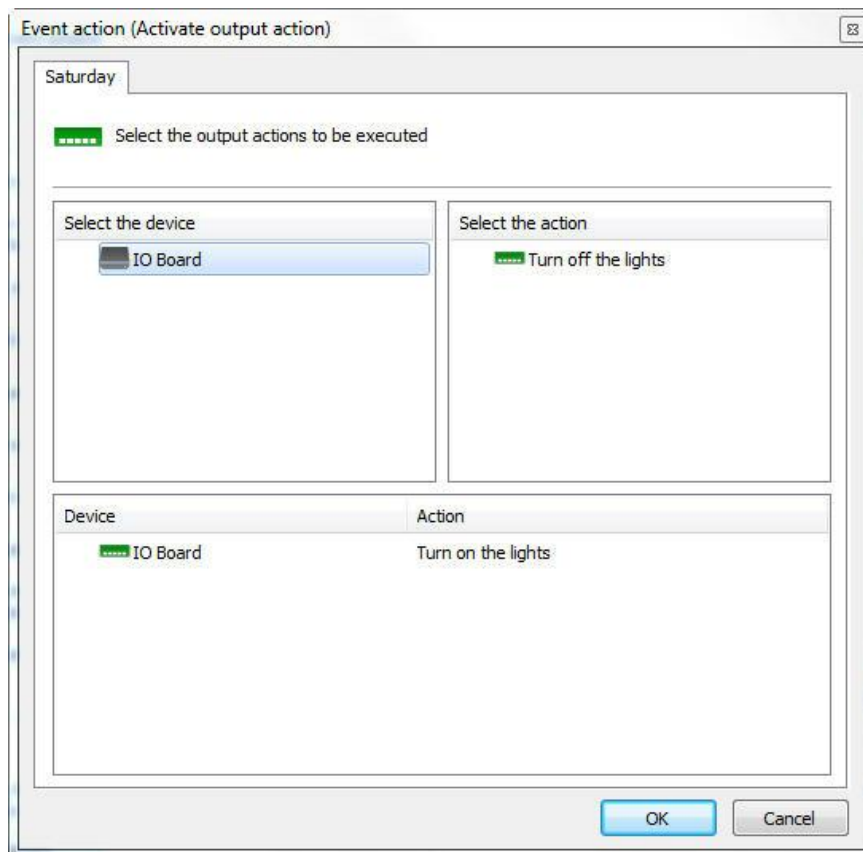 Event action (Activate output action)
Saturday
Select the output actions to be executed
Select the device
Select the action
IO Board
Turn off the lights
Device
Action
IO Board
Turn on the lights
OK
Cancel